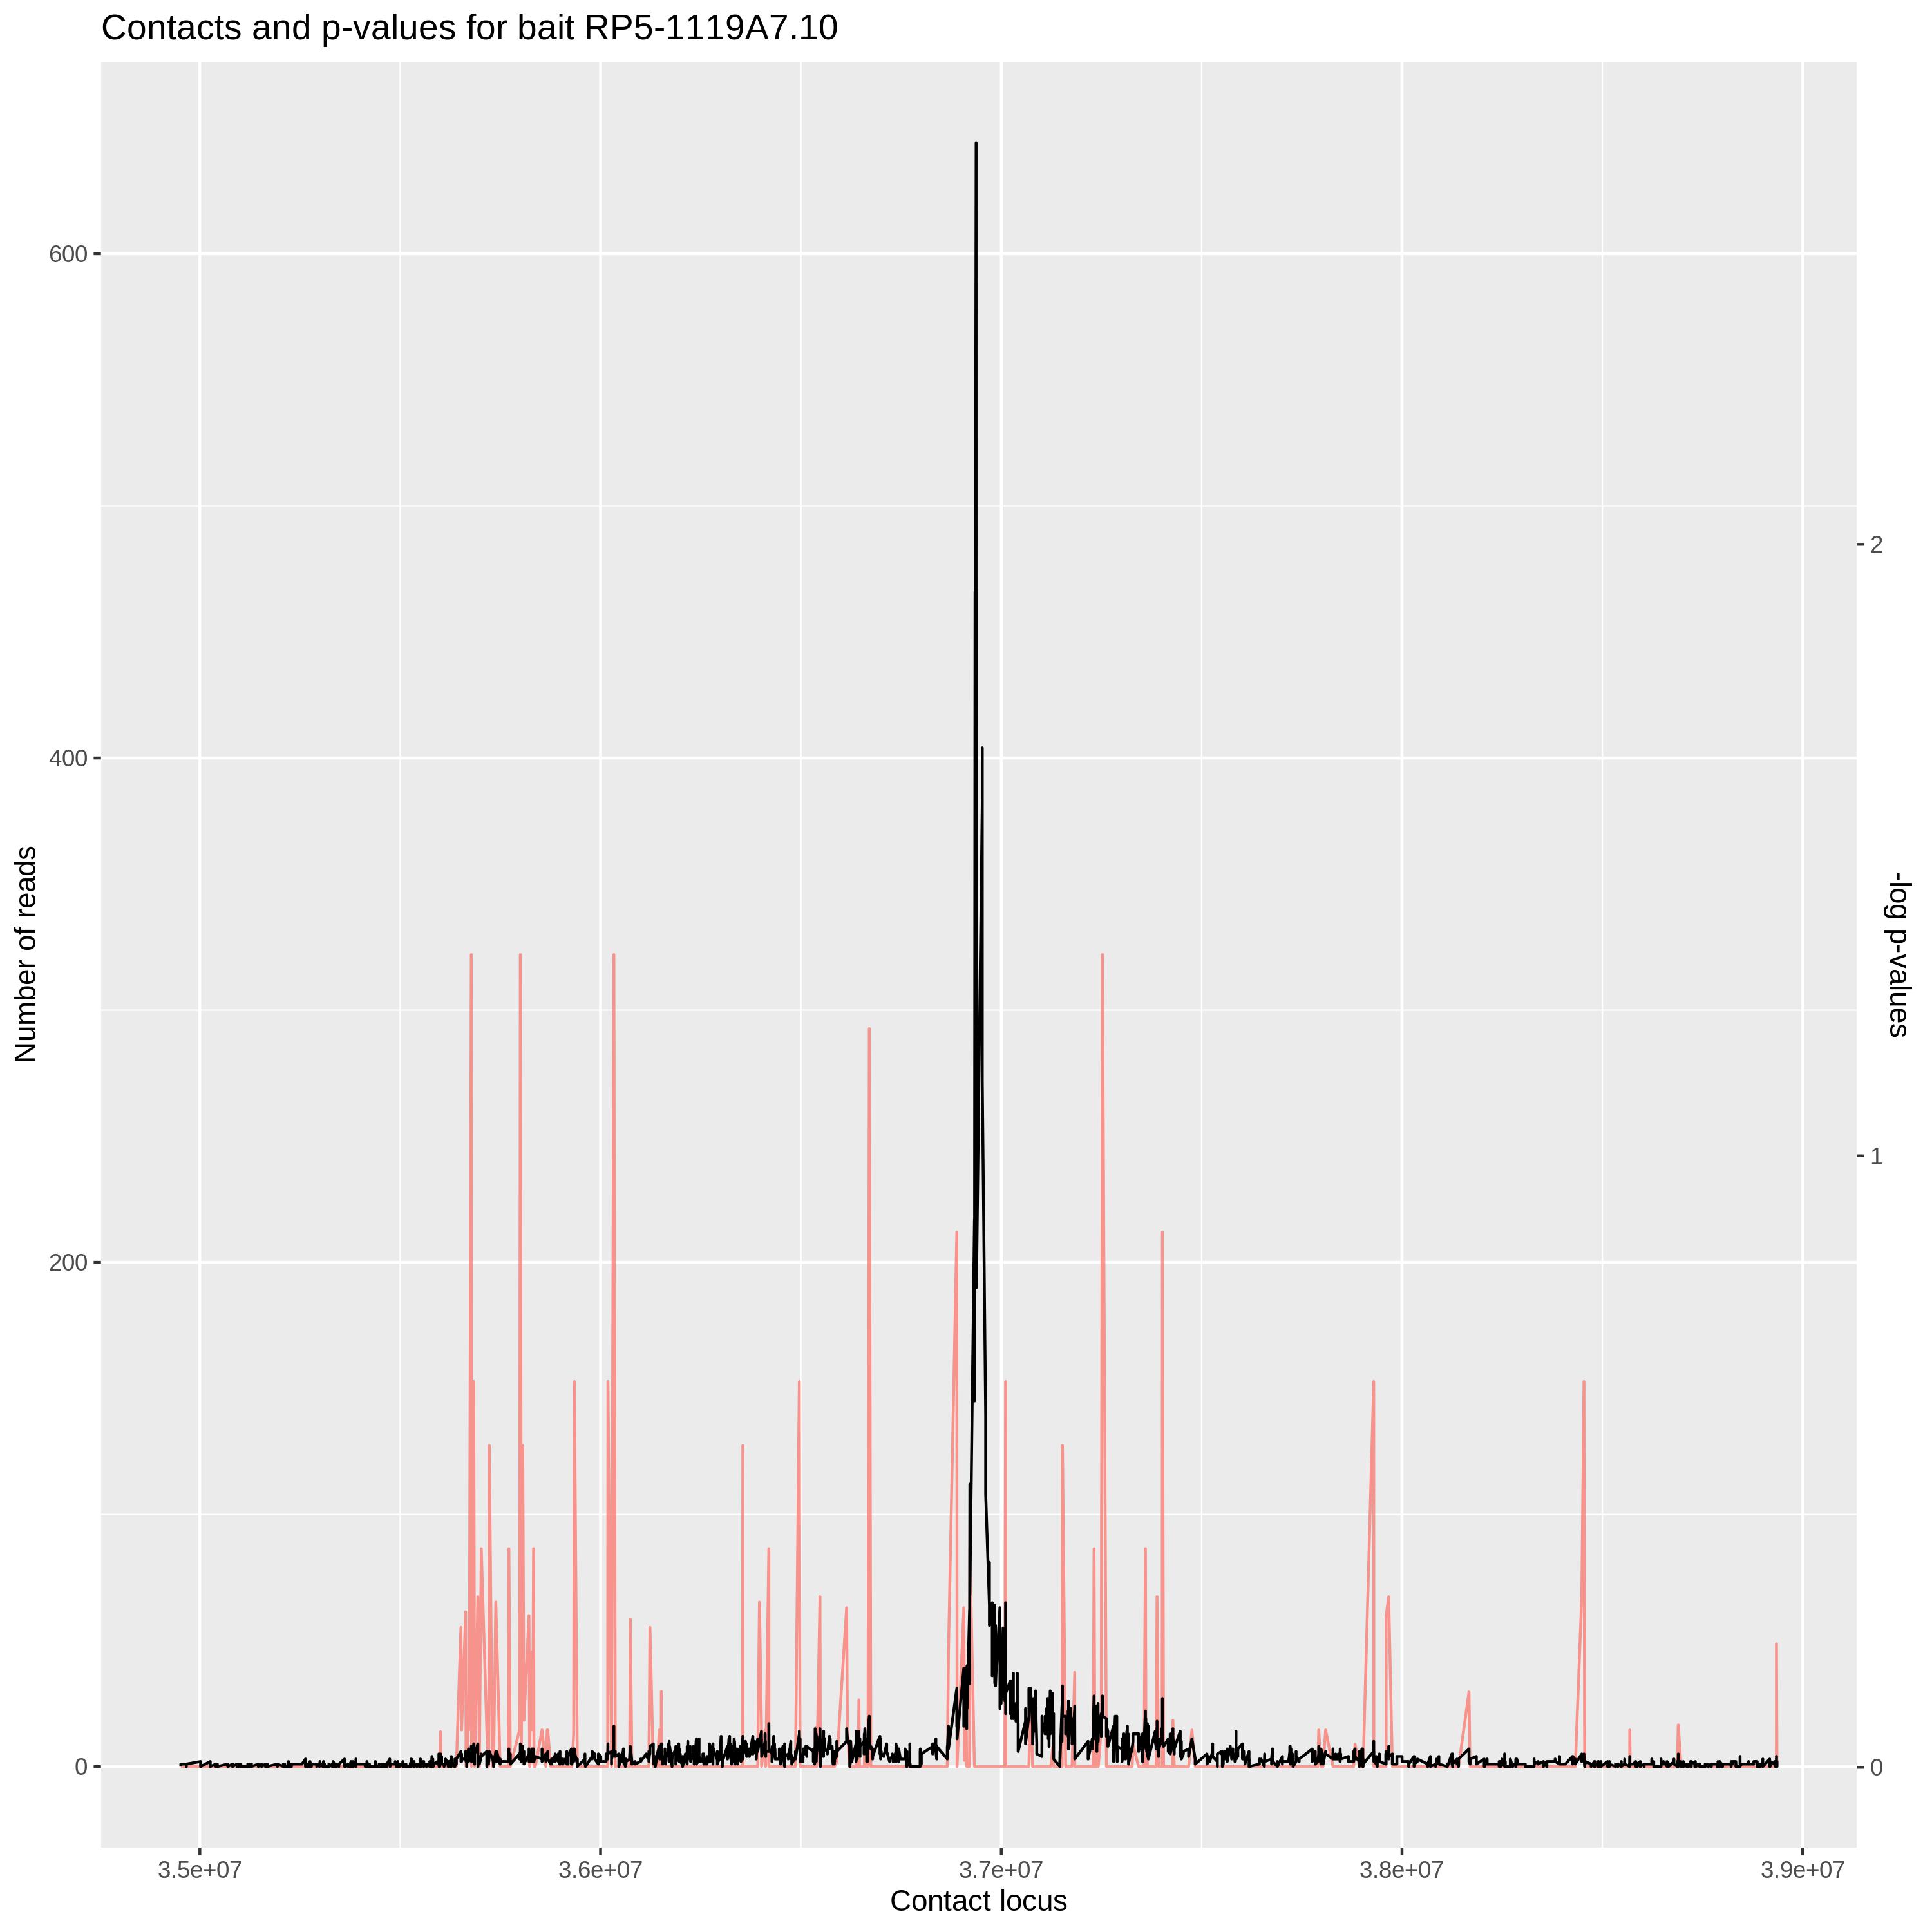 Contacts and p-values for bait RP5-1119A7.10
600
400
200
0
Number of reads
2
1
0
-log p-values
3.5e+07 3.6e+07 3.7e+07 3.8e+07 3.9e+07
Contact locus